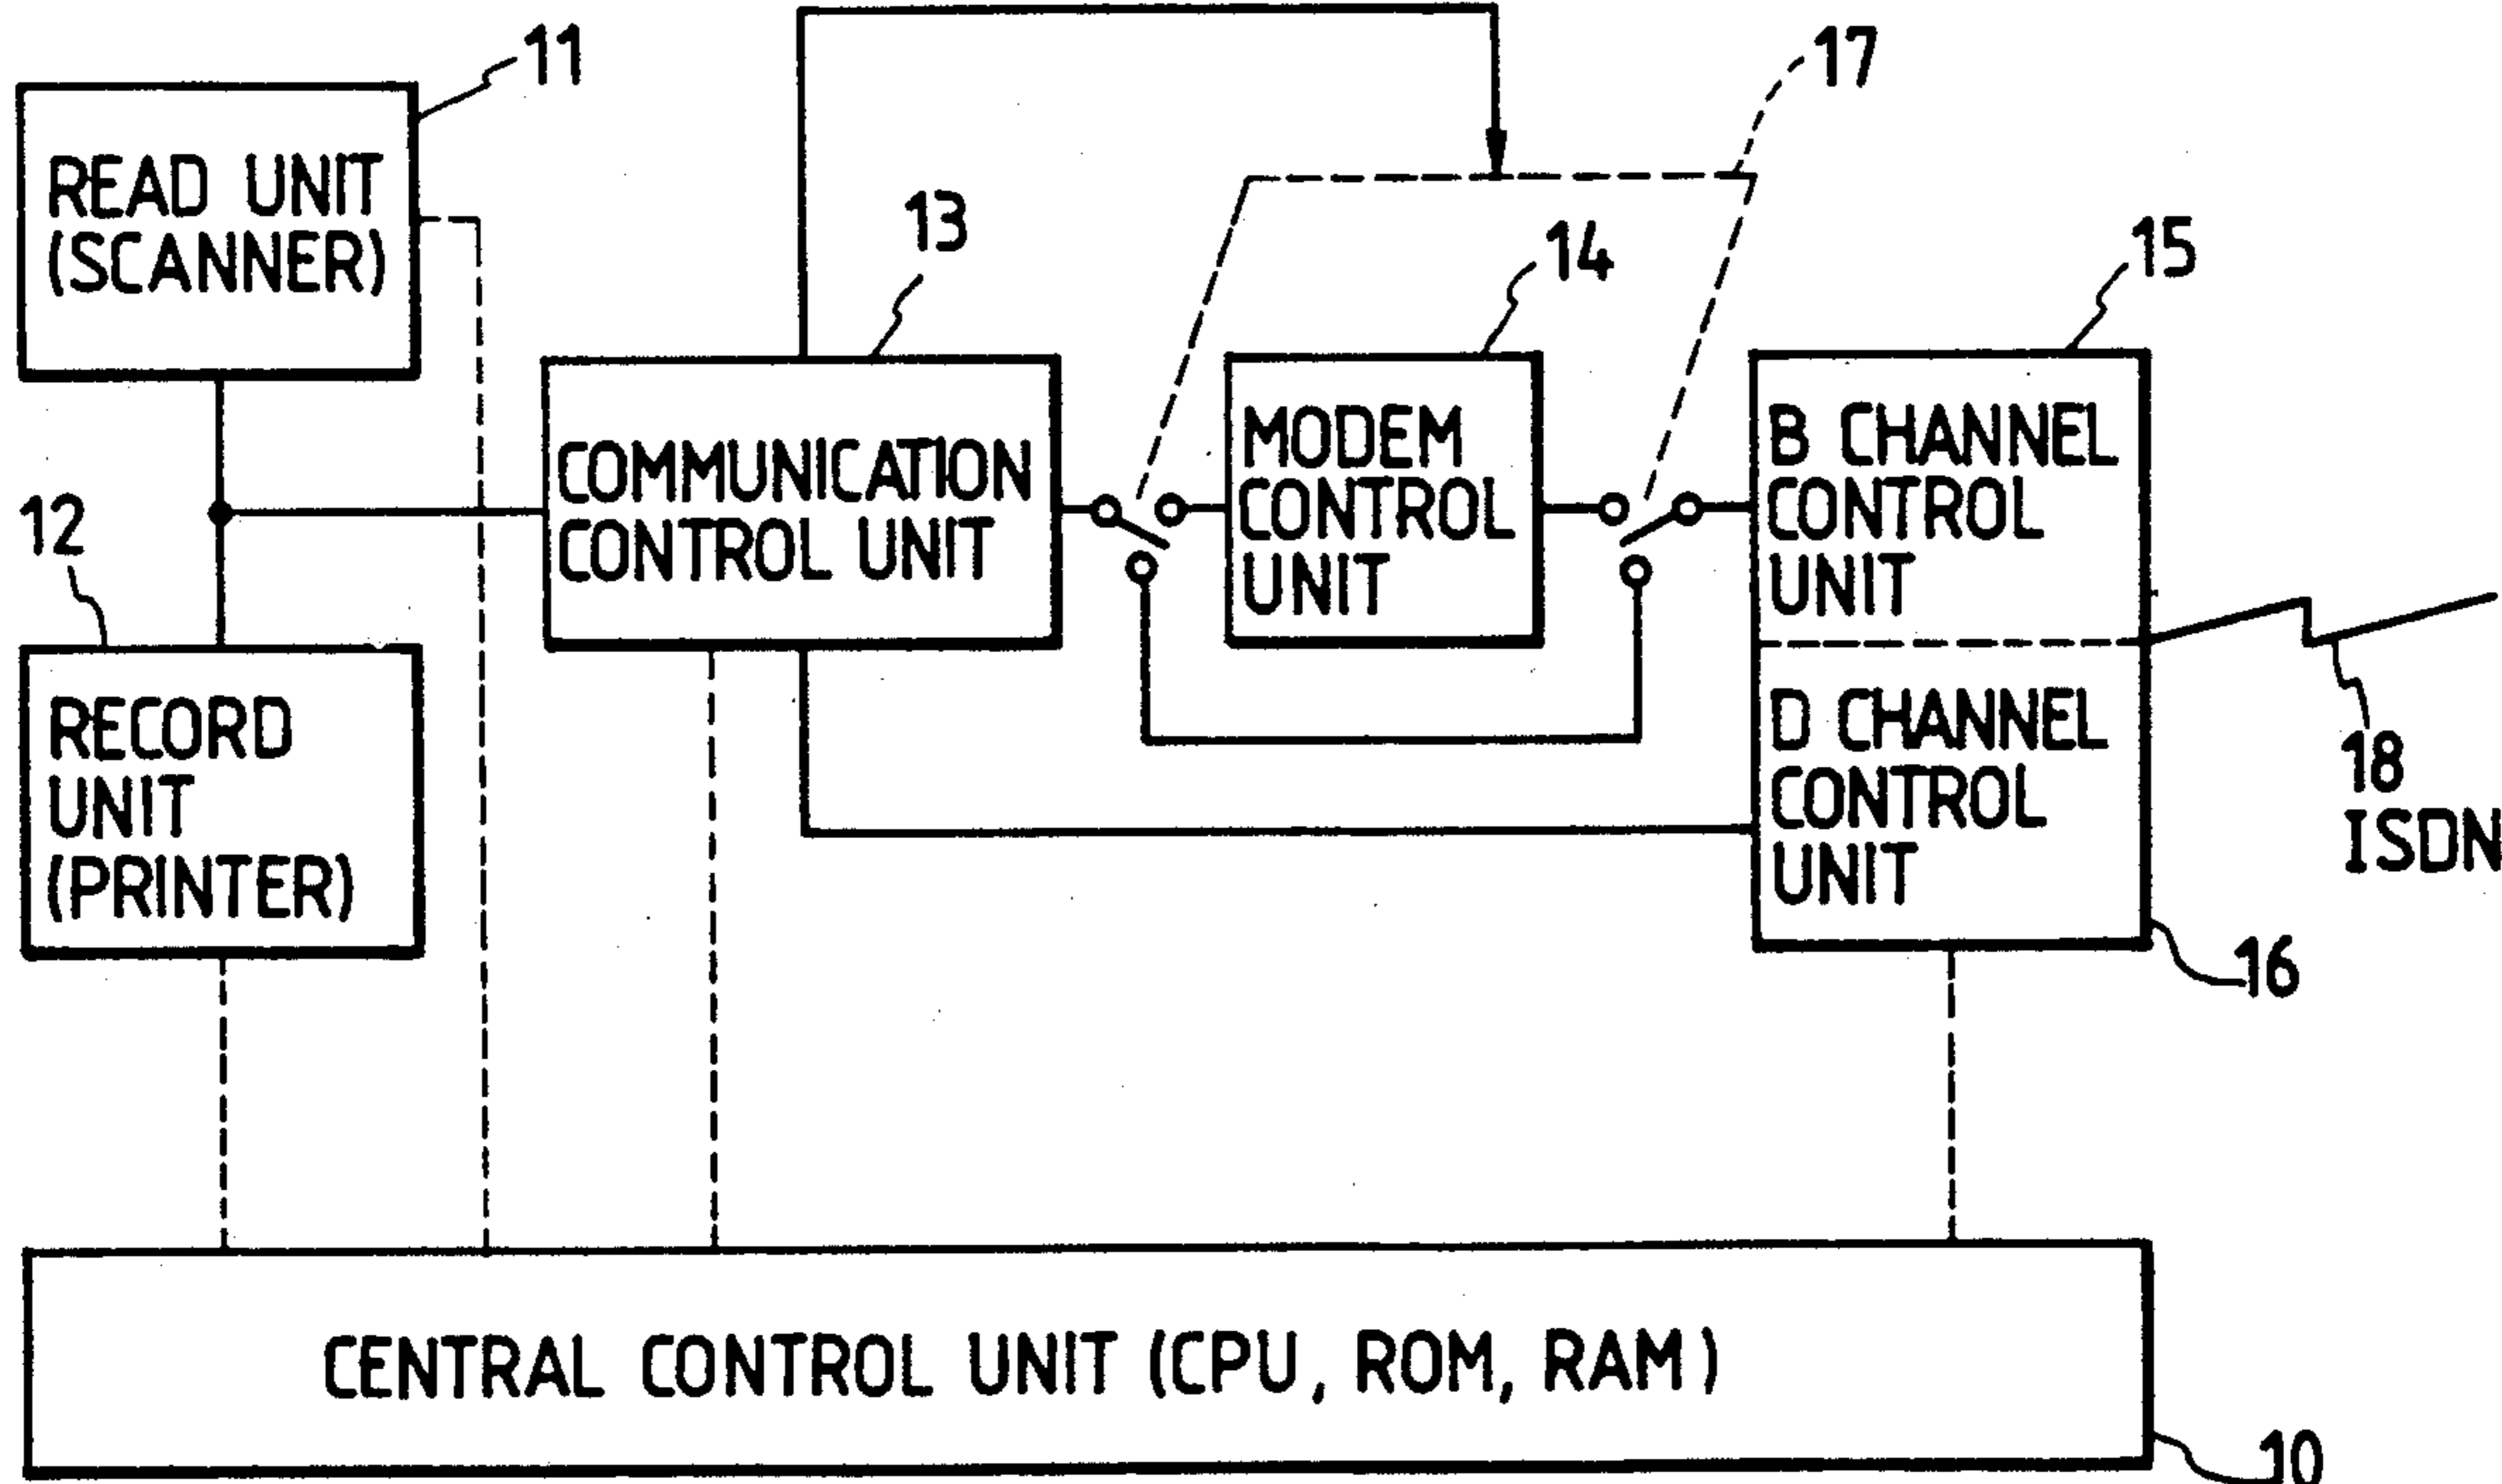 11
17
READ UNIT
(SCANNER)
13
14
15
12
COMMUNICATION
CONTROL UNIT
MODEM
CONTROL
UNIT
B CHANNEL
CONTROL
UNIT
RECORD
UNIT
(PRINTER)
D CHANNEL
CONTROL
UNIT
18
ISDN
16
CENTRAL CONTROL UNIT (CPU, ROM, RAM)
10